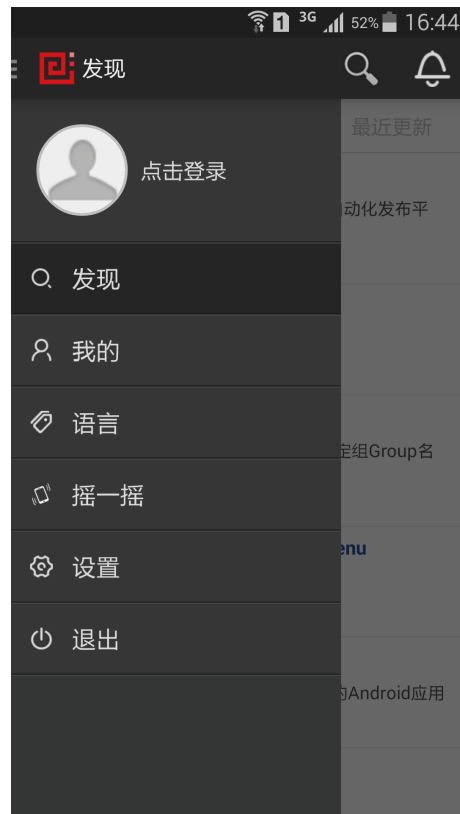 1 3G 52% 16:44
发现
最近更新
点击登录
动化发布平
发现
我的
语言
定组Group名
摇一摇
enu
设置
退出
的Android应用